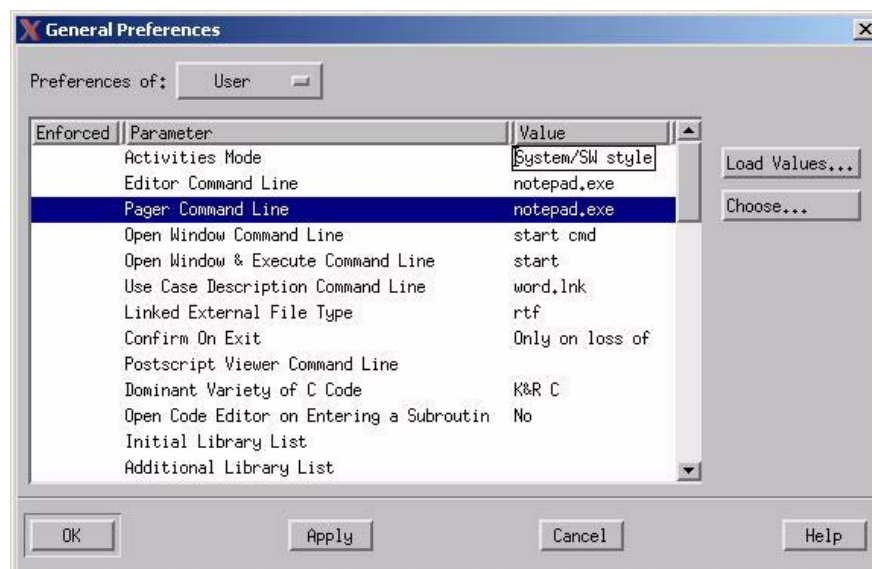 General Preferences
Preferences of: User
Enforced Parameter Value
Activities Mode System/SW style
Editor Command Line notepad.exe
Pager Command Line notepad.exe
Open Window Command Line start cmd
Open Window & Execute Command Line start
Use Case Description Command Line word.lnk
Linked External File Type rtf
Confirm On Exit Only on loss of
Postscript Viewer Command Line
Dominant Variety of C Code K&R C
Open Code Editor on Entering a Subroutin No
Initial Library List
Additional Library List
Load Values...
Choose...
OK Apply Cancel Help